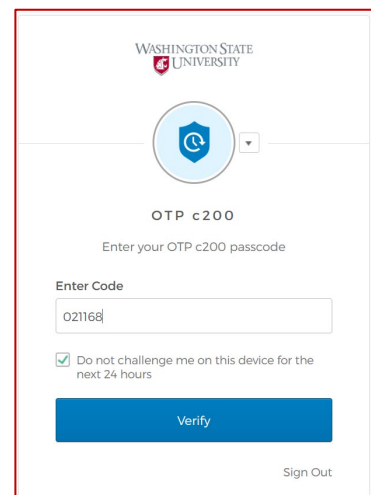 WASHINGTON STATE
UNIVERSITY
OTP c200
Enter your OTP c200 passcode
Enter Code
021168
Do not challenge me on this device for the
next 24 hours
Verify
Sign Out